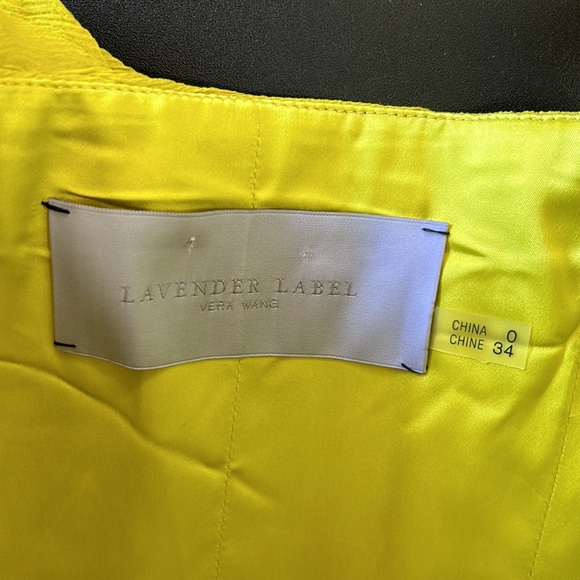 LAVENDER LABEL
VERA WANG
CHINA 0
CHINE 34